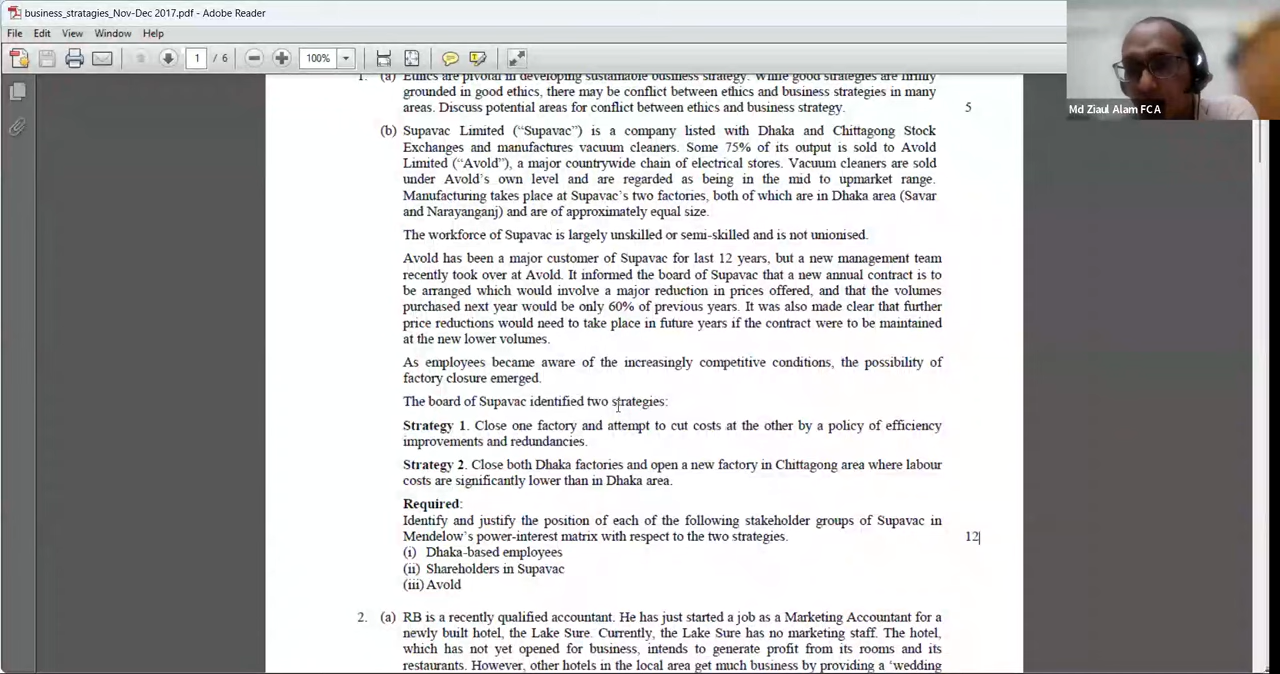 business_stratagies_Nov-Dec 2017.pdf - Adobe Reader
File Edit View Window Help
1 / 6 100%
Md Ziaul Alam FCA
1. (a) Ethics are pivotal in developing sustainable business strategy. While good strategies are firmly
grounded in good ethics, there may be conflict between ethics and business strategies in many
areas. Discuss potential areas for conflict between ethics and business strategy. 5
(b) Supavac Limited (“Supavac”) is a company listed with Dhaka and Chittagong Stock
Exchanges and manufactures vacuum cleaners. Some 75% of its output is sold to Avold
Limited (“Avold”), a major countrywide chain of electrical stores. Vacuum cleaners are sold
under Avold’s own level and are regarded as being in the mid to upmarket range.
Manufacturing takes place at Supavac’s two factories, both of which are in Dhaka area (Savar
and Narayanganj) and are of approximately equal size.
The workforce of Supavac is largely unskilled or semi-skilled and is not unionised.
Avold has been a major customer of Supavac for last 12 years, but a new management team
recently took over at Avold. It informed the board of Supavac that a new annual contract is to
be arranged which would involve a major reduction in prices offered, and that the volumes
purchased next year would be only 60% of previous years. It was also made clear that further
price reductions would need to take place in future years if the contract were to be maintained
at the new lower volumes.
As employees became aware of the increasingly competitive conditions, the possibility of
factory closure emerged.
The board of Supavac identified two strategies:
Strategy 1. Close one factory and attempt to cut costs at the other by a policy of efficiency
improvements and redundancies.
Strategy 2. Close both Dhaka factories and open a new factory in Chittagong area where labour
costs are significantly lower than in Dhaka area.
Required:
Identify and justify the position of each of the following stakeholder groups of Supavac in
Mendelow’s power-interest matrix with respect to the two strategies. 12
(i) Dhaka-based employees
(ii) Shareholders in Supavac
(iii) Avold
2. (a) RB is a recently qualified accountant. He has just started a job as a Marketing Accountant for a
newly built hotel, the Lake Sure. Currently, the Lake Sure has no marketing staff. The hotel,
which has not yet opened for business, intends to generate profit from its rooms and its
restaurants. However, other hotels in the local area get much business by providing a ‘wedding